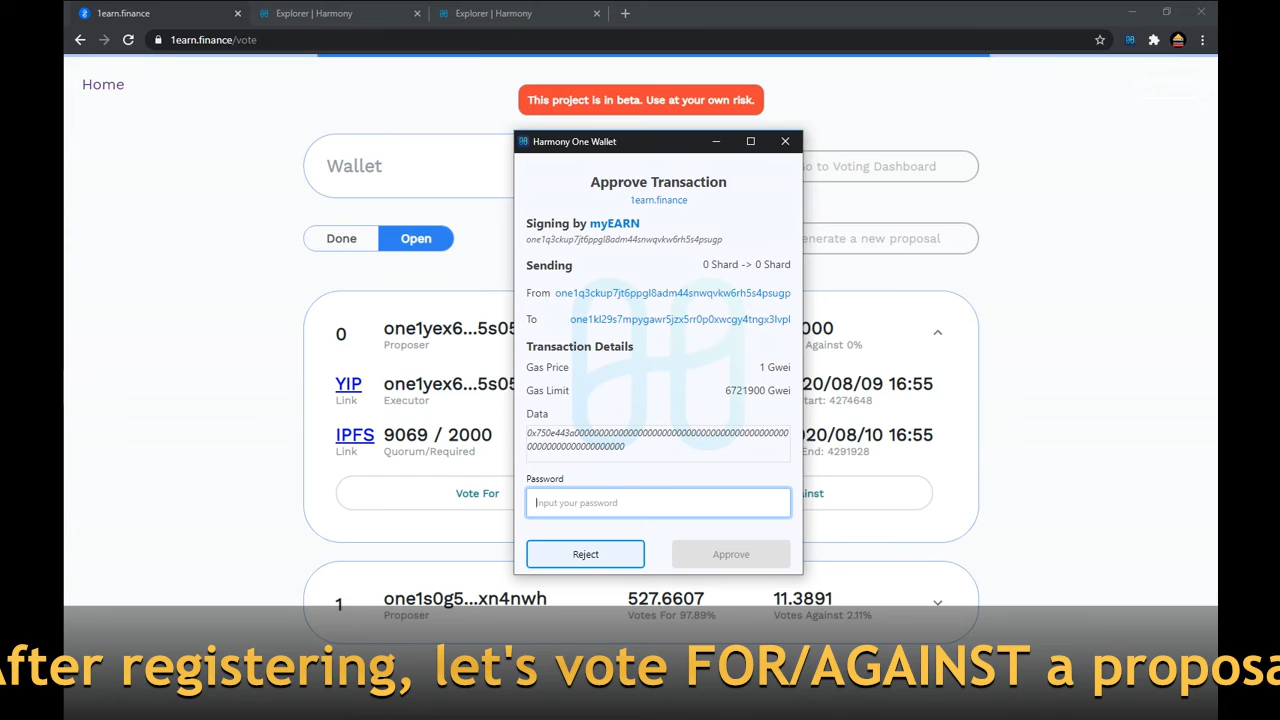 1earn.finance
Explorer | Harmony
Explorer | Harmony
1earn.finance/vote
Home
This project is in beta. Use at your own risk.
Harmony One Wallet
Wallet
o to Voting Dashboard
Approve Transaction
1earn.finance
Signing by myEARN
one1q3ckup7jt6ppgl8adm44snwqvkw6rh5s4psugp
Done
Open
enerate a new proposal
Sending
0 Shard -> 0 Shard
From one1q3ckup7jt6ppgl8adm44snwqvkw6rh5s4psugp
To one1kl29s7mpygawr5jzx5rr0p0xwcgy4tngx3lvpl
Transaction Details
Gas Price 1 Gwei
Gas Limit 6721900 Gwei
Data
Password
Input your password
Reject
Approve
0
one1yex6...5s05
Proposer
000
Against 0%
YIP
Link
one1yex6...5s05
Executor
20/08/09 16:55
tart: 4274648
IPFS
Link
9069 / 2000
Quorum/Required
20/08/10 16:55
End: 4291928
Vote For
inst
1
one1s0g5...xn4nwh
Proposer
527.6607
Votes For 97.89%
11.3891
Votes Against 2.11%
After registering, let's vote FOR/AGAINST a proposa